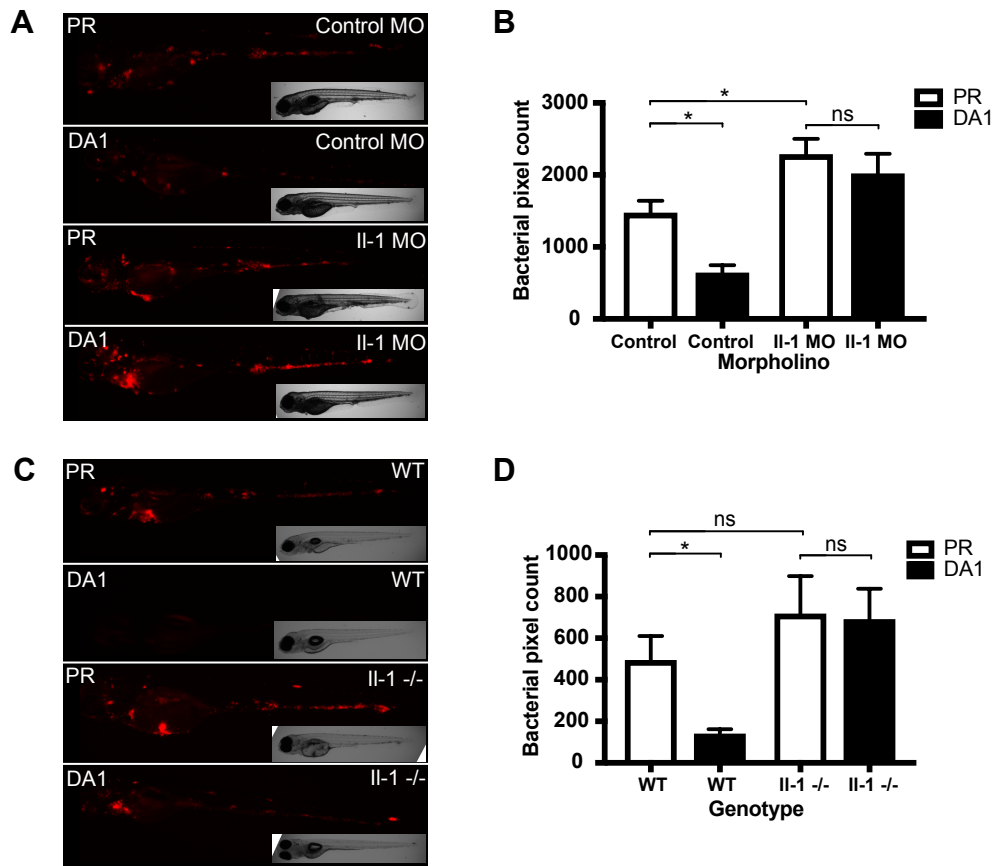 A
PR Control MO
DA1 Control MO
PR Il-1 MO
DA1 Il-1 MO
B
PR
DA1
*
*
ns
3000
2000
1000
0
Bacterial pixel count
Control Control Il-1 MO Il-1 MO
Morpholino
C
PR WT
DA1 WT
PR Il-1 -/-
DA1 Il-1 -/-
D
PR
DA1
ns
*
ns
1000
800
600
400
200
0
Bacterial pixel count
WT WT Il-1 -/- Il-1 -/-
Genotype